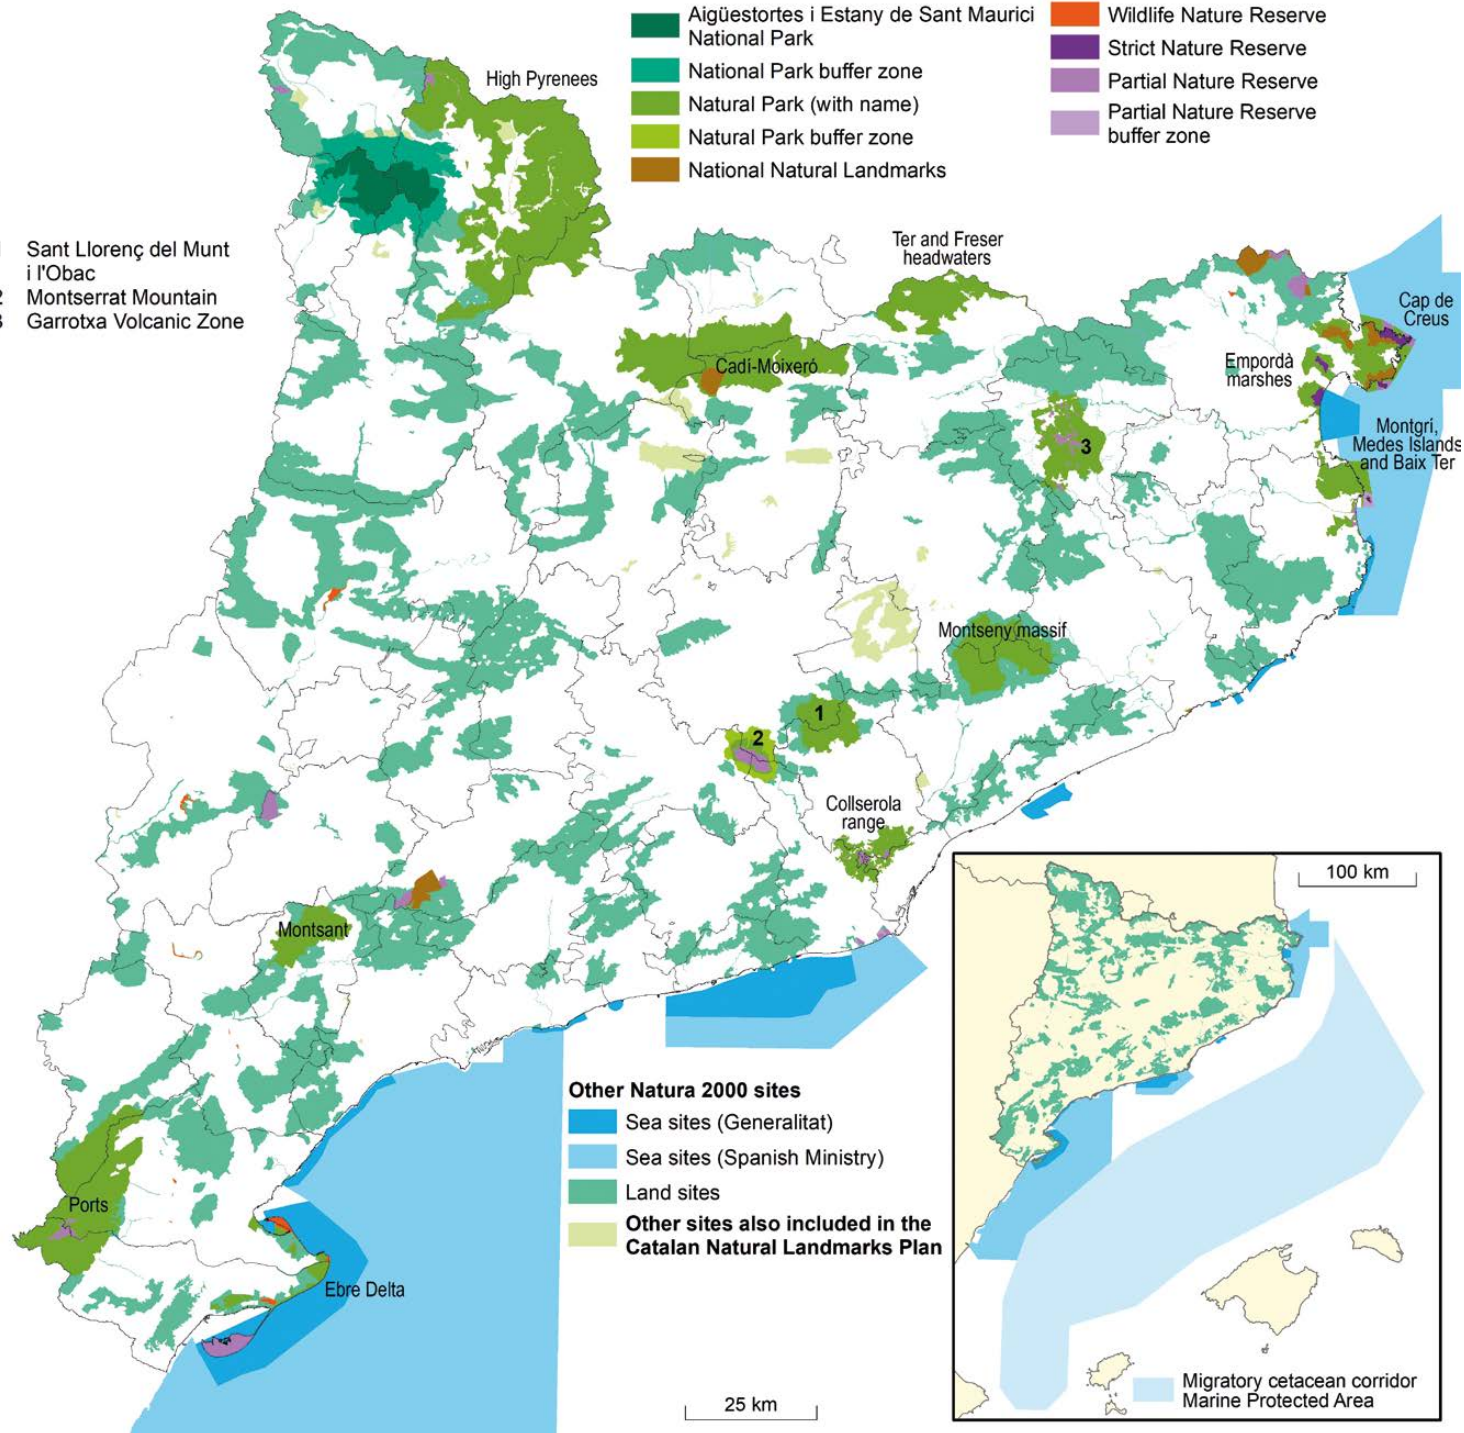 Aigüestortes i Estany de Sant Maurici
National Park
National Park buffer zone
Natural Park (with name)
Natural Park buffer zone
National Natural Landmarks
Wildlife Nature Reserve
Strict Nature Reserve
Partial Nature Reserve
Partial Nature Reserve
buffer zone
High Pyrenees
Sant Llorenç del Munt
i l'Obac
Montserrat Mountain
Garrotxa Volcanic Zone
Ter and Freser
headwaters
Cap de
Creus
Cadí-Moixeró
Empordà
marshes
Montgrí,
Medes Islands
and Baix Ter
3
Montseny massif
1
2
Collserola
range
Montsant
Ports
Ebre Delta
Other Natura 2000 sites
Sea sites (Generalitat)
Sea sites (Spanish Ministry)
Land sites
Other sites also included in the
Catalan Natural Landmarks Plan
25 km
100 km
Migratory cetacean corridor
Marine Protected Area